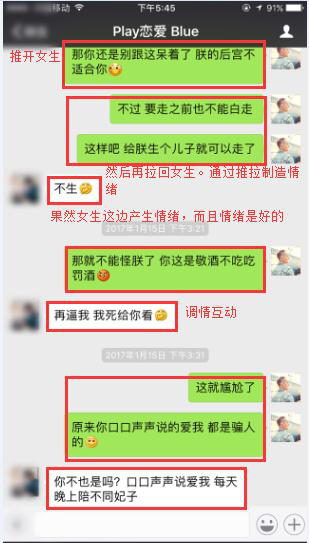 移动
下午5:45
91%
Play恋爱 Blue
推开女生
那你还是别跟这呆着了 朕的后宫不
适合你
不过 要走之前也不能白走
这样吧 给朕生个儿子就可以走了
然后再拉回女生。通过推拉制造情
绪
不生
果然女生这边产生情绪，而且情绪是好的
2017年1月15日 下午3:21
那就不能怪朕了 你这是敬酒不吃吃
罚酒
再逼我 我死给你看
调情互动
2017年1月15日 下午3:31
这就尴尬了
原来你口口声声说的爱我 都是骗人
的
你不也是吗？口口声声说爱我 每天
晚上陪不同妃子